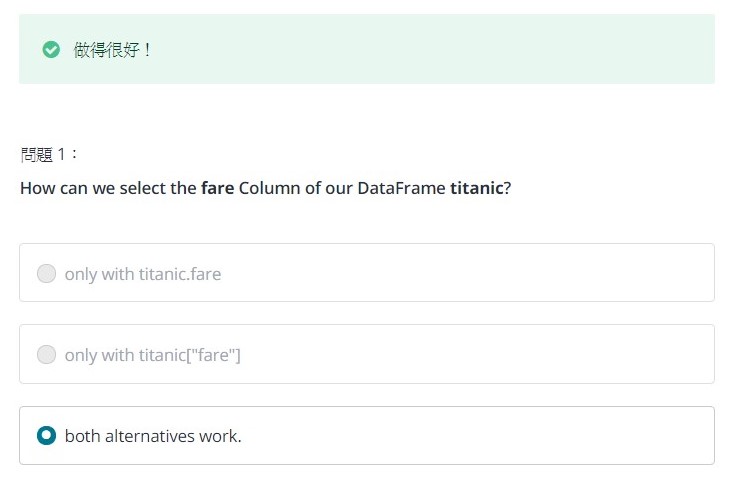 做得很好！
問題 1：
How can we select the fare Column of our DataFrame titanic?
only with titanic.fare
only with titanic["fare"]
both alternatives work.